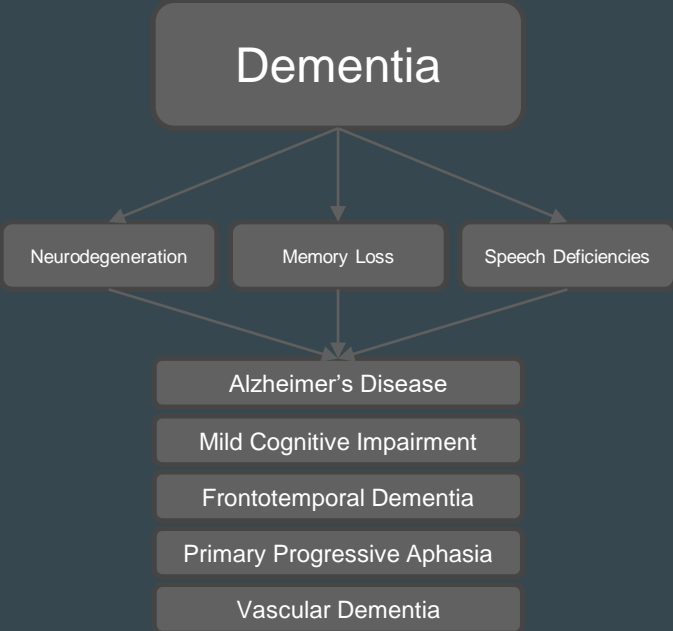 Dementia
Neurodegeneration
Memory Loss
Speech Deficiencies
Alzheimer’s Disease
Mild Cognitive Impairment
Frontotemporal Dementia
Primary Progressive Aphasia
Vascular Dementia